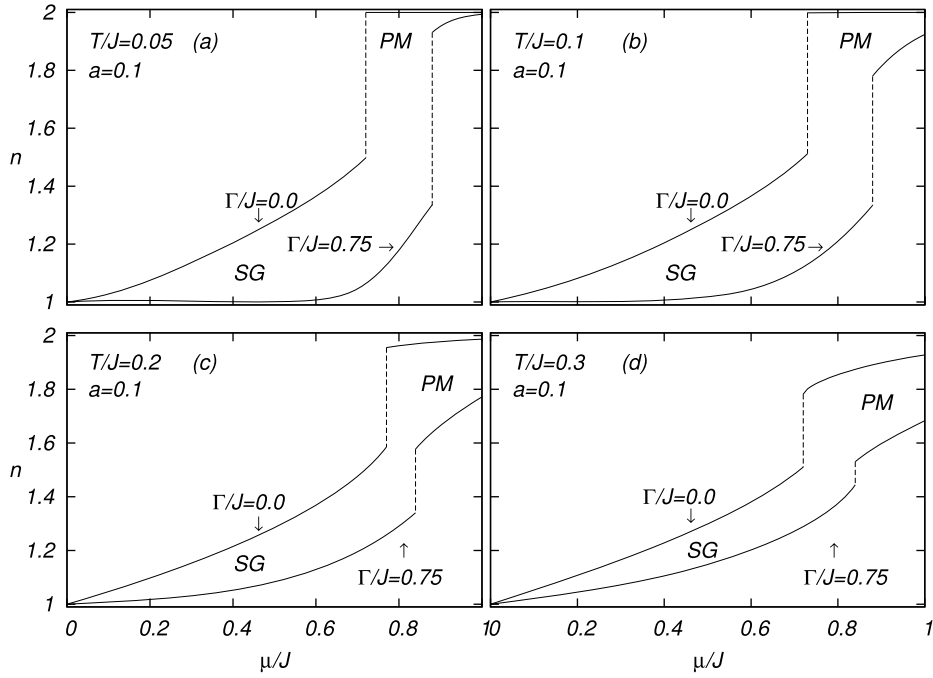 2
T/J=0.05 (a)
a=0.1
PM
1.8
1.6
n
1.4
Γ/J=0.0
↓
Γ/J=0.75 →
1.2
SG
1
T/J=0.1 (b)
a=0.1
PM
Γ/J=0.0
↓
Γ/J=0.75 →
SG
2
T/J=0.2 (c)
a=0.1
PM
1.8
1.6
n
1.4
Γ/J=0.0
↓
1.2
SG
↑
Γ/J=0.75
1
0 0.2 0.4 0.6 0.8
μ/J
T/J=0.3 (d)
a=0.1
PM
Γ/J=0.0
↓
SG
↑
Γ/J=0.75
10 0.2 0.4 0.6 0.8 1
μ/J